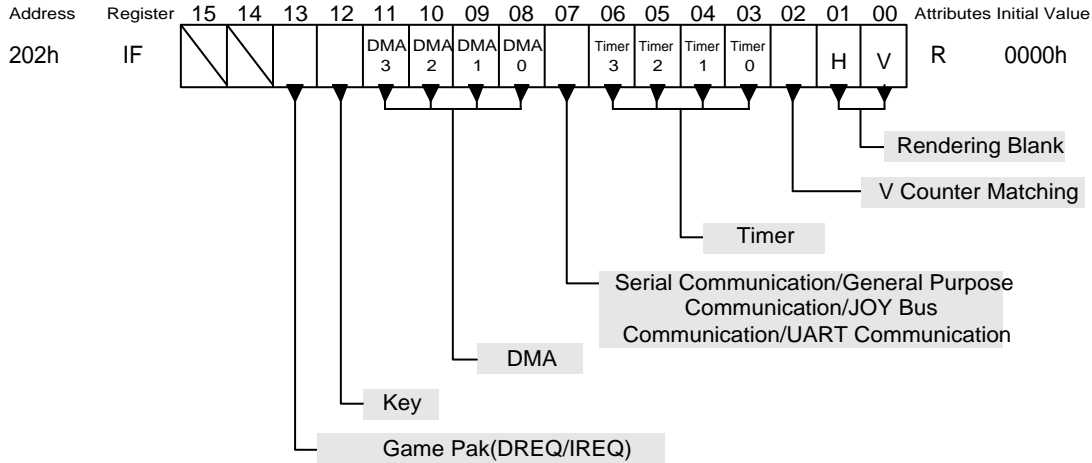 Address Register 15 14 13 12 11 10 09 08 07 06 05 04 03 02 01 00 Attributes Initial Value
202h IF DMA 3 DMA 2 DMA 1 DMA 0 Timer 3 Timer 2 Timer 1 Timer 0 H V R 0000h
Rendering Blank
V Counter Matching
Timer
Serial Communication/General Purpose
Communication/JOY Bus
Communication/UART Communication
DMA
Key
Game Pak(DREQ/IREQ)